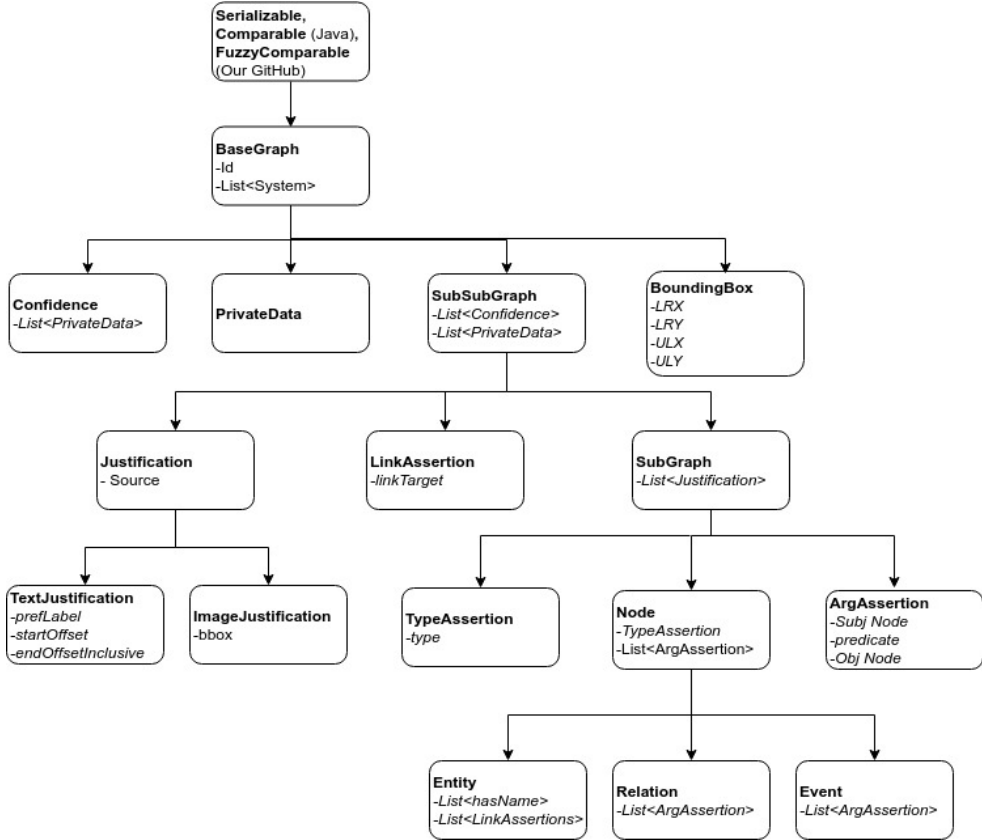 Serializable,
Comparable (Java),
FuzzyComparable
(Our GitHub)
BaseGraph
-Id
-List<System>
Confidence
-List<PrivateData>
PrivateData
SubSubGraph
-List<Confidence>
-List<PrivateData>
BoundingBox
-LRX
-LRY
-ULX
-ULY
Justification
- Source
LinkAssertion
-linkTarget
SubGraph
-List<Justification>
TextJustification
-prefLabel
-startOffset
-endOffsetInclusive
ImageJustification
-bbox
TypeAssertion
-type
Node
-TypeAssertion
-List<ArgAssertion>
ArgAssertion
-Subj Node
-predicate
-Obj Node
Entity
-List<hasName>
-List<LinkAssertions>
Relation
-List<ArgAssertion>
Event
-List<ArgAssertion>